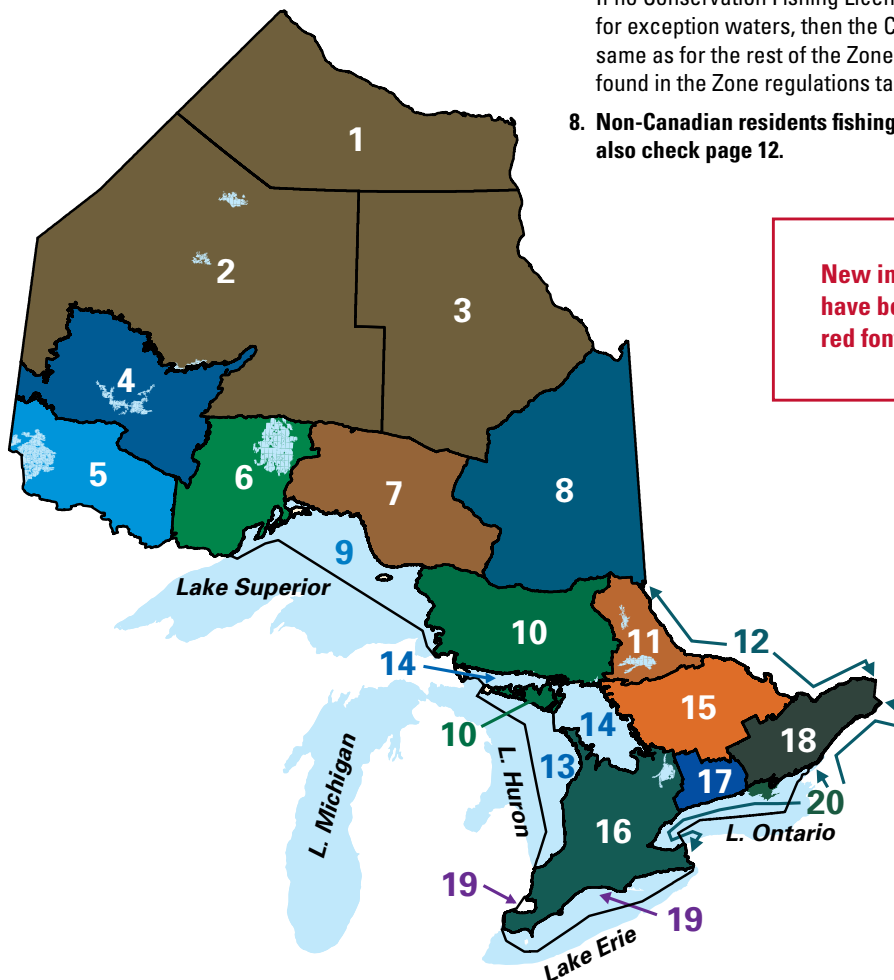 If no Conservation Fishing Licen
for exception waters, then the C
same as for the rest of the Zone
found in the Zone regulations ta
8. Non-Canadian residents fishing
also check page 12.
New in
have be
red fon
1
2
3
4
5
6
7
8
9
Lake Superior
10
11
12
14
10
14
15
18
13
17
L. Michigan
L. Huron
16
20
L. Ontario
19
19
Lake Erie